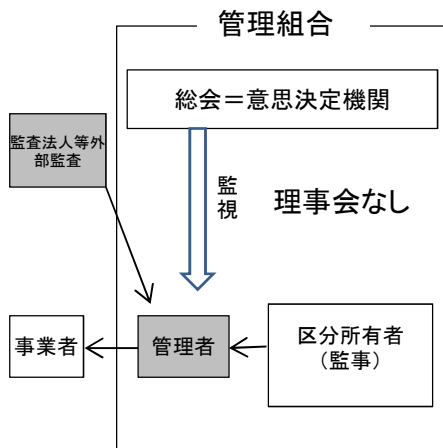 管理組合
総会＝意思決定機関
監査法人等外
部監査
監
視
理事会なし
事業者
管理者
区分所有者
（監事）